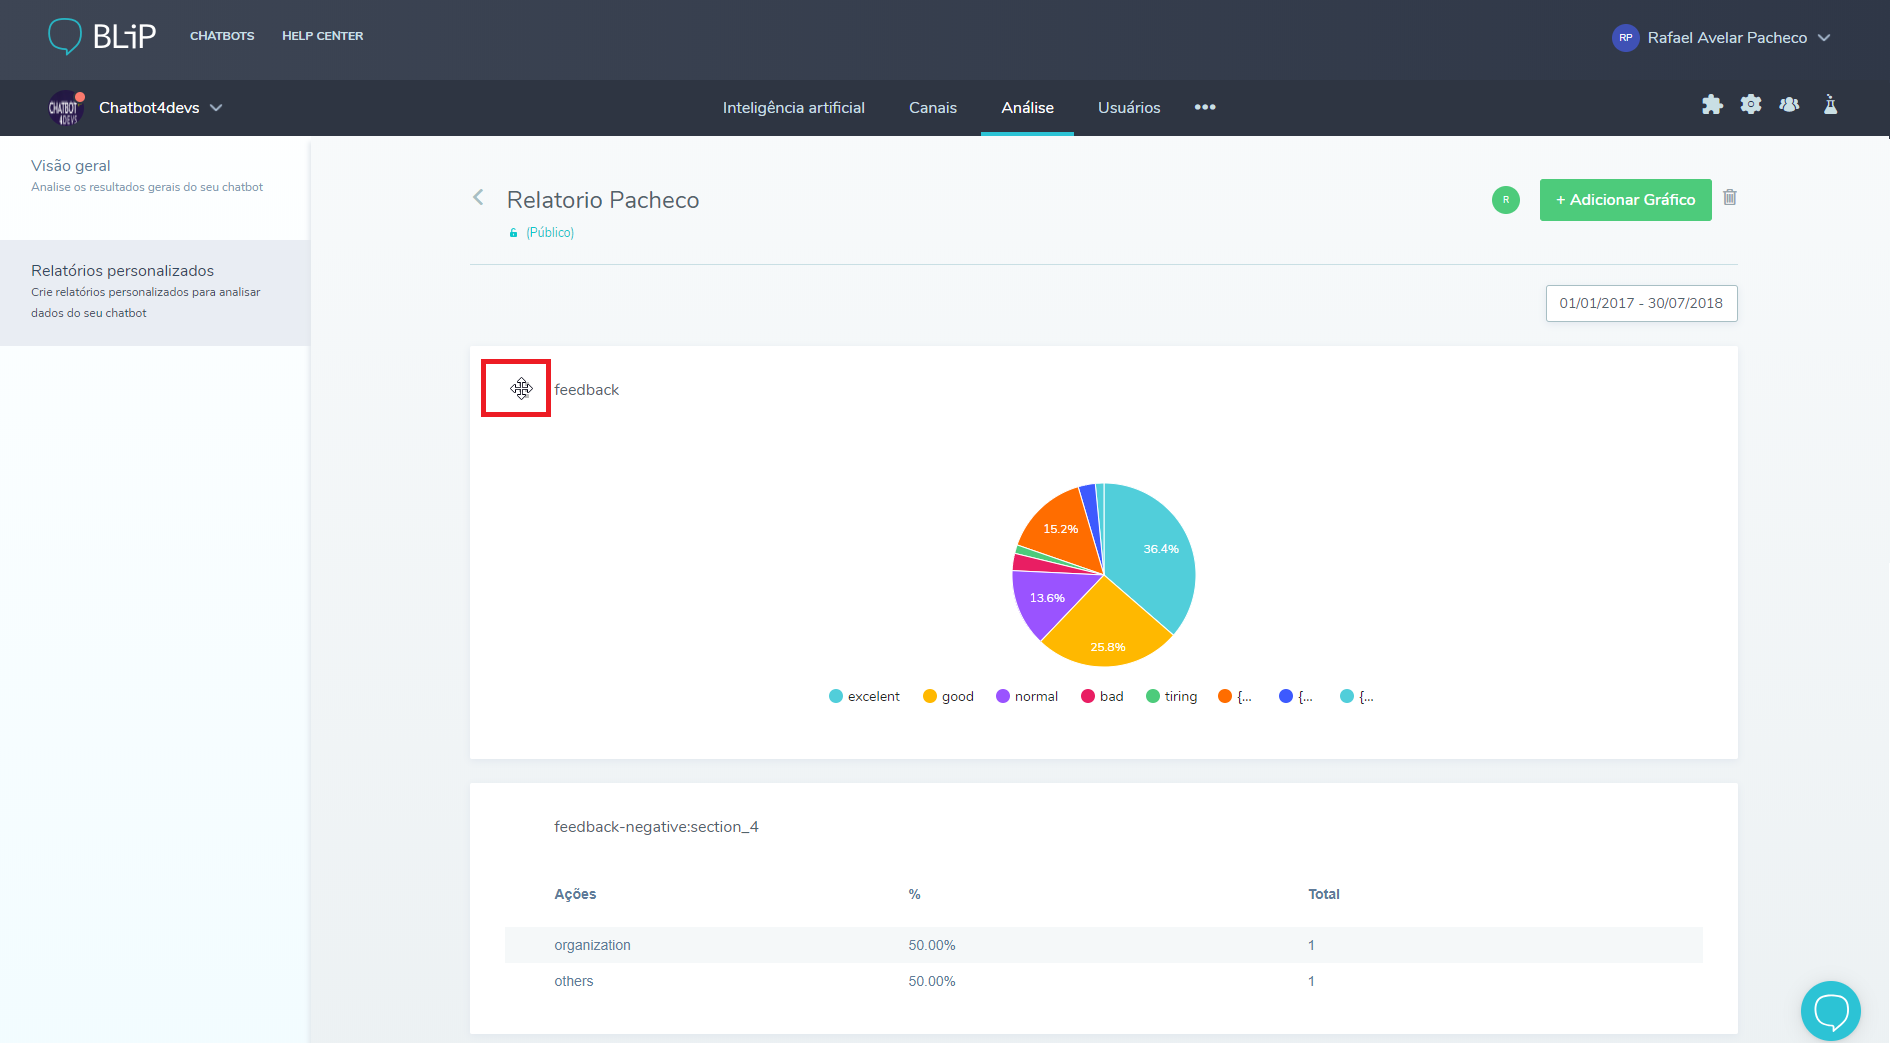 BLiP CHATBOTS HELP CENTER
RP Rafael Avelar Pacheco
CHATBOT 4DEVS Chatbot4devs
Inteligência artificial Canais Análise Usuários •••
Visão geral
Analise os resultados gerais do seu chatbot
Relatórios personalizados
Crie relatórios personalizados para analisar
dados do seu chatbot
Relatorio Pacheco
(Público)
R
+ Adicionar Gráfico
01/01/2017 - 30/07/2018
feedback
15.2%
36.4%
13.6%
25.8%
excelent good normal bad tiring {... {... {...
feedback-negative:section_4
Ações % Total
organization 50.00% 1
others 50.00% 1